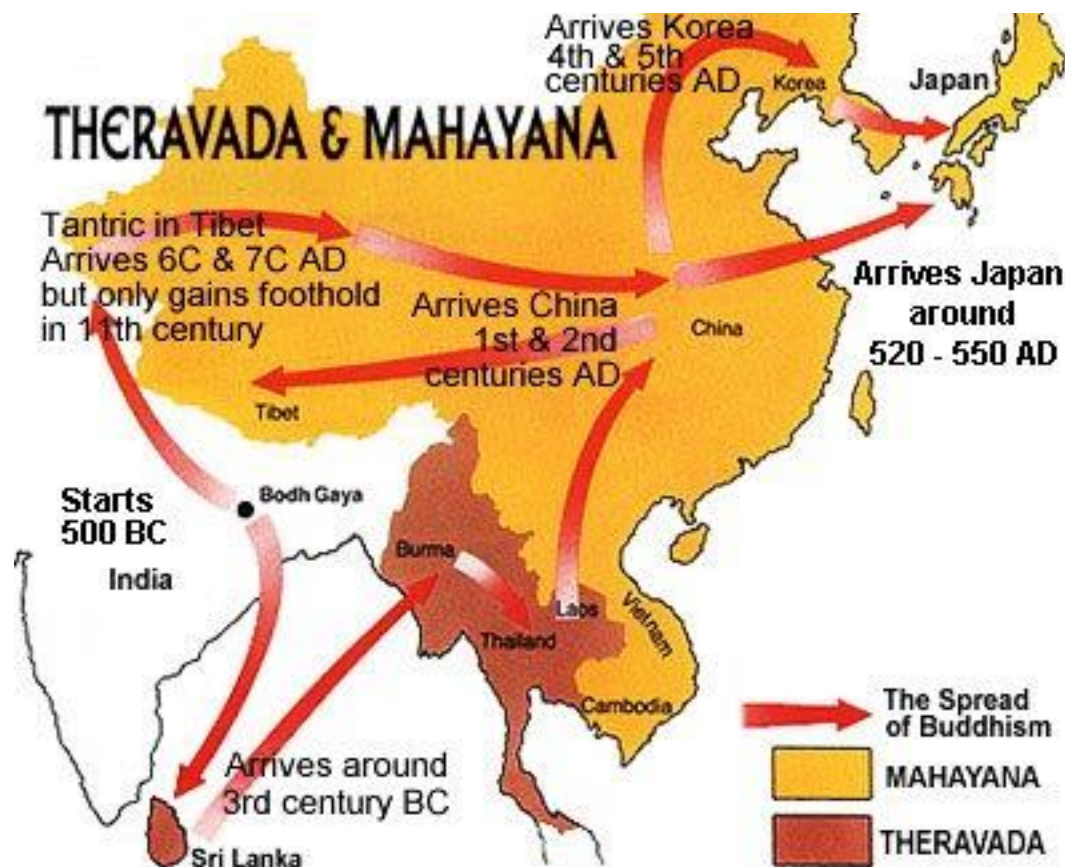 Arrives Korea
4th & 5th
centuries AD
Korea
Japan
THERAVADA & MAHAYANA
Tantric in Tibet
Arrives 6C & 7C AD
but only gains foothold
in 11th century
Arrives China
1st & 2nd
centuries AD
China
Arrives Japan
around
520 - 550 AD
Tibet
Starts
500 BC
Bodh Gaya
India
Burma
Laos
Thailand
Vietnam
Cambodia
Arrives around
3rd century BC
Sri Lanka
The Spread
of Buddhism
MAHAYANA
THERAVADA